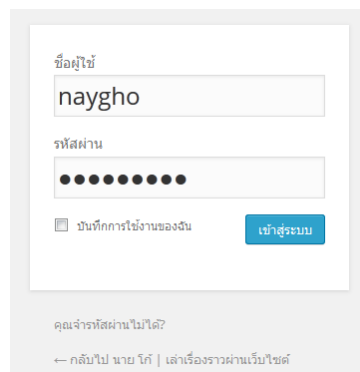 ชื่อผู้ใช้
naygho
รหัสผ่าน
●●●●●●●●●
บันทึกการใช้งานของฉัน
เข้าสู่ระบบ
คุณจำรหัสผ่านไม่ได้?
← กลับไป นาย โก้ | เล่าเรื่องราวผ่านเว็บไซต์